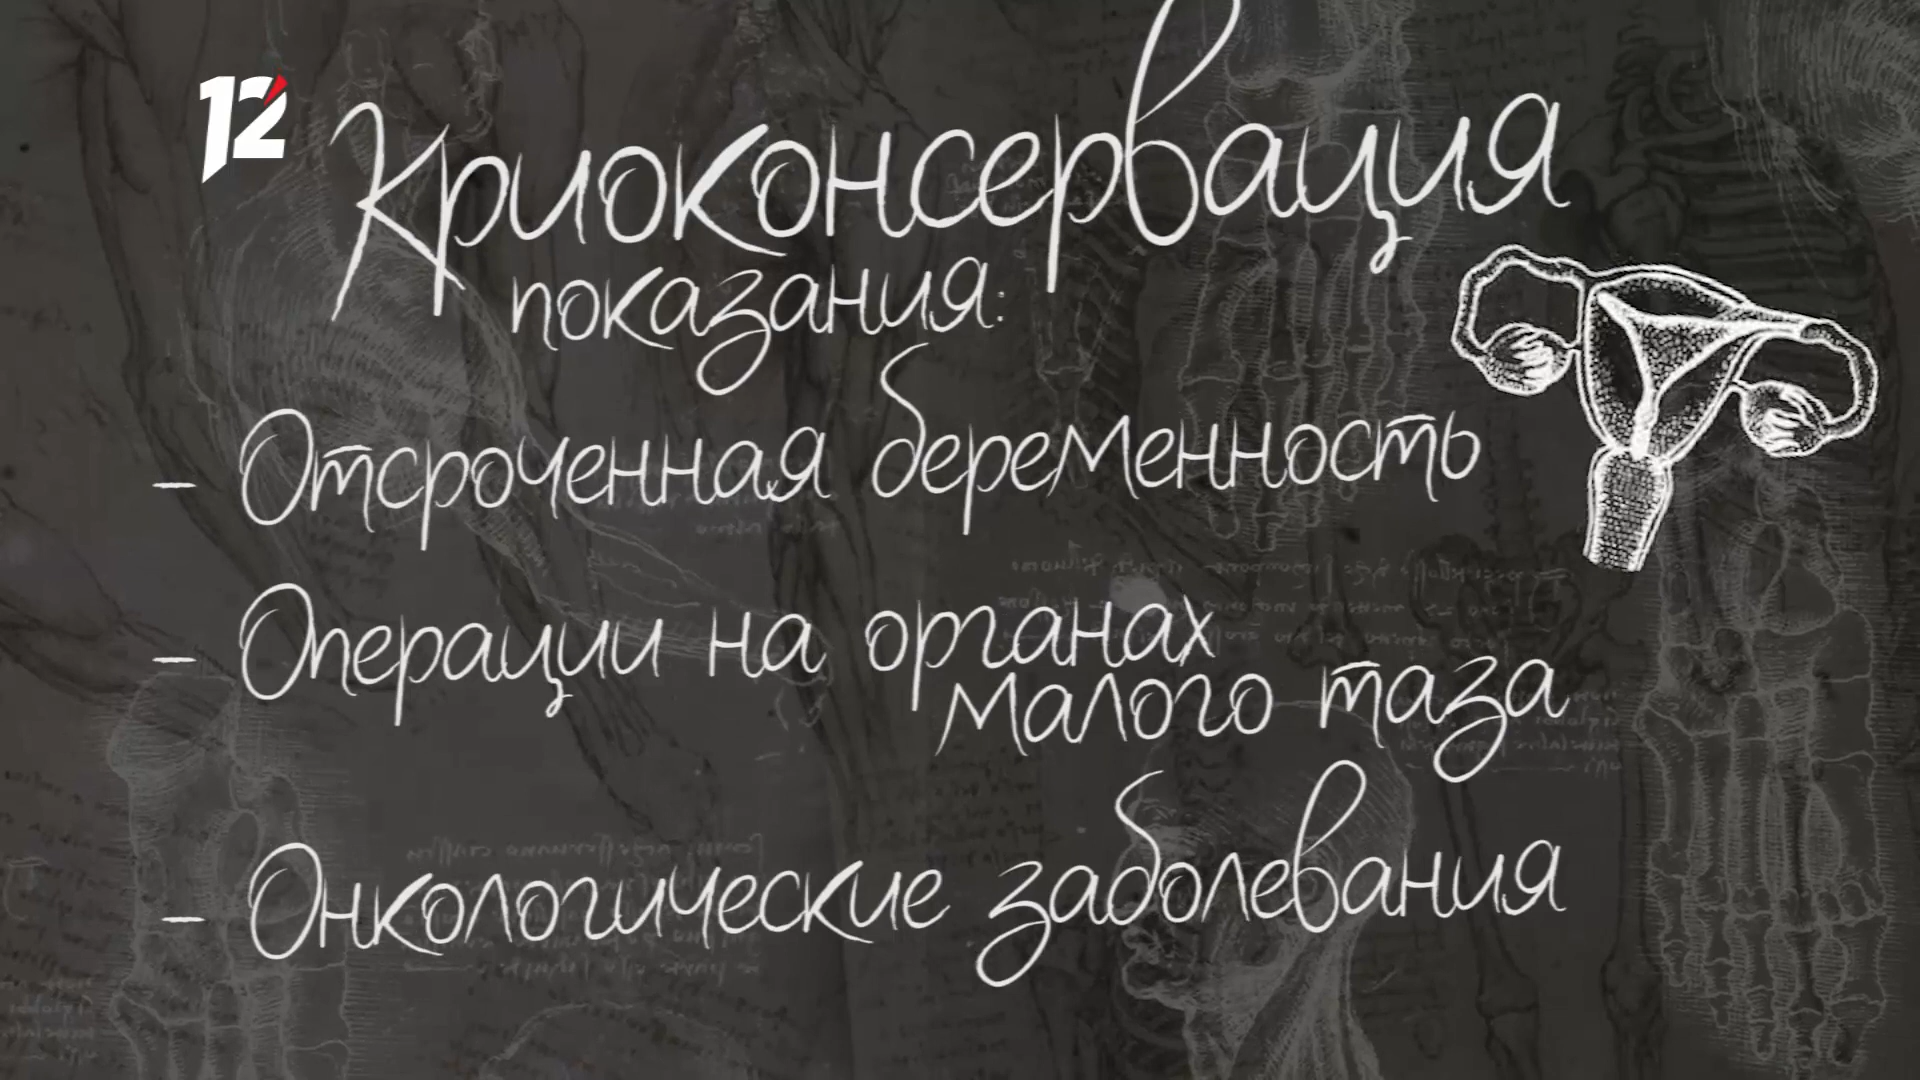 12
Криоконсервация
показания:
- Отсроченная беременность
- Операции на органах
малого таза
- Онкологические заболевания